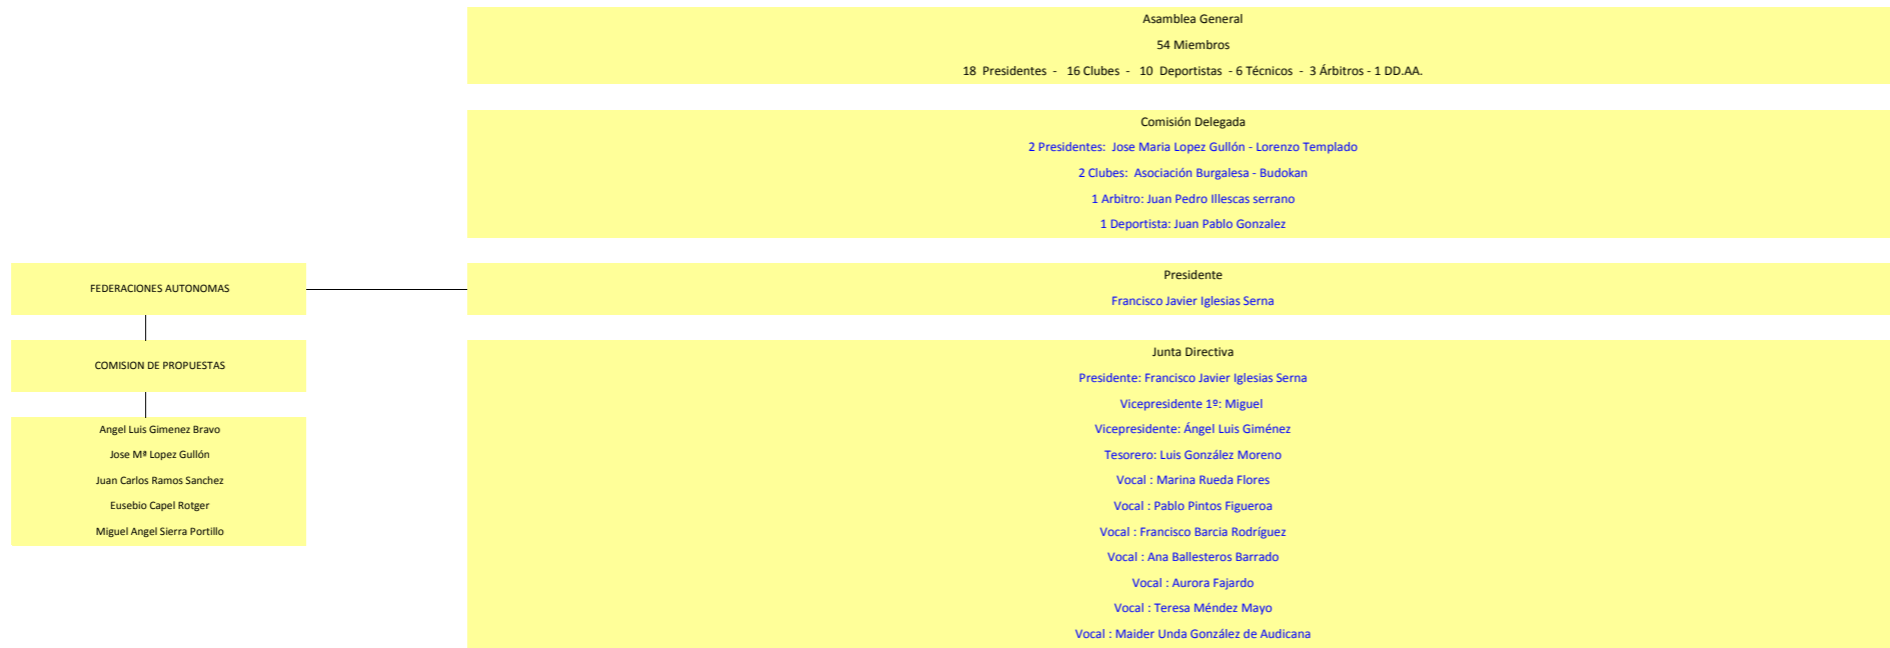 Asamblea General
54 Miembros
18 Presidentes - 16 Clubes - 10 Deportistas - 6 Técnicos - 3 Árbitros - 1 DD.AA.
Comisión Delegada
2 Presidentes: Jose Maria Lopez Gullón - Lorenzo Templado
2 Clubes: Asociación Burgalesa - Budokan
1 Arbitro: Juan Pedro Illescas serrano
1 Deportista: Juan Pablo Gonzalez
FEDERACIONES AUTONOMAS
Presidente
Francisco Javier Iglesias Serna
COMISION DE PROPUESTAS
Angel Luis Gimenez Bravo
Jose Mª Lopez Gullón
Juan Carlos Ramos Sanchez
Eusebio Capel Rotger
Miguel Angel Sierra Portillo
Junta Directiva
Presidente: Francisco Javier Iglesias Serna
Vicepresidente 1º: Miguel
Vicepresidente: Ángel Luis Giménez
Tesorero: Luis González Moreno
Vocal : Marina Rueda Flores
Vocal : Pablo Pintos Figueroa
Vocal : Francisco Barcia Rodríguez
Vocal : Ana Ballesteros Barrado
Vocal : Aurora Fajardo
Vocal : Teresa Méndez Mayo
Vocal : Maider Unda González de Audicana